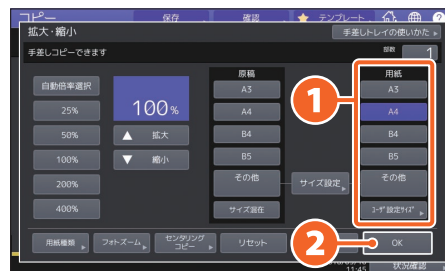 コピー 保存 確認 テンプレート
拡大・縮小 手差しトレイの使いかた
手差しコピーできます 部数 1
原稿 用紙
自動倍率選択 A3 A3
25% 100% A4 A4
50% 拡大 B4 B4
100% 縮小 B5 B5
200% その他 サイズ設定 その他
400% サイズ混在 ユーザ設定サイズ
用紙種類 フォトズーム センタリングコピー リセット OK
1
2
11:45 状況確認